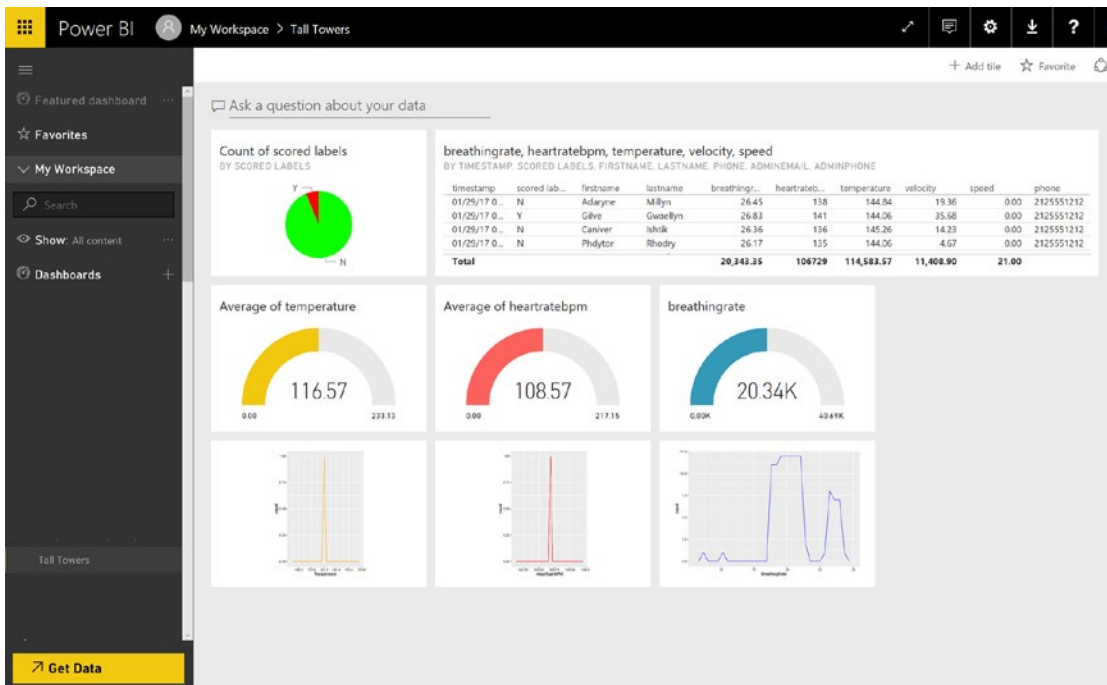 Power BI My Workspace > Tall Towers ?
Add tile Favorite
Featured dashboard ...
Favorites
My Workspace
Search
Show: All content ...
Dashboards +
Tall Towers
Get Data
Ask a question about your data
Count of scored labels
BY SCORED LABELS
Y
N
breathingrate, heartratebpm, temperature, velocity, speed
BY TIMESTAMP, SCORED LABELS, FIRSTNAME, LASTNAME, PHONE, ADMINEMAIL, ADMINPHONE
timestamp scored lab... firstname lastname breathingr... heartrateb... temperature velocity speed phone
01/29/17 0... N Adaryne Millyn 26.45 138 144.84 19.36 0.00 2125551212
01/29/17 0... Y Gilve Gwaellyn 26.83 141 144.06 35.68 0.00 2125551212
01/29/17 0... N Caniver Ishtik 26.36 136 145.26 14.23 0.00 2125551212
01/29/17 0... N Phdytor Rhodry 26.17 135 144.06 4.67 0.00 2125551212
Total 20,343.35 106729 114,583.57 11,408.90 21.00
Average of temperature
116.57
0.00 233.13
Average of heartratebpm
108.57
0.00 217.15
breathingrate
20.34K
0.00K 40.69K
count
count
count